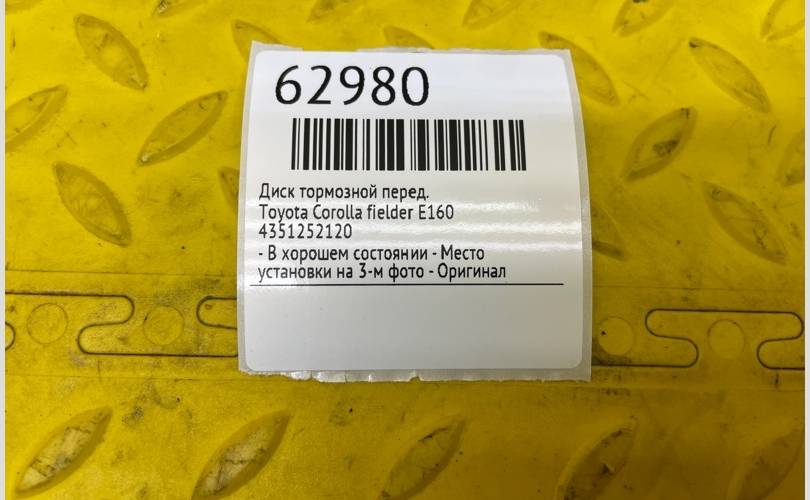 62980
Диск тормозной перед.
Toyota Corolla fielder E160
4351252120
- В хорошем состоянии - Место
установки на 3-м фото - Оригинал